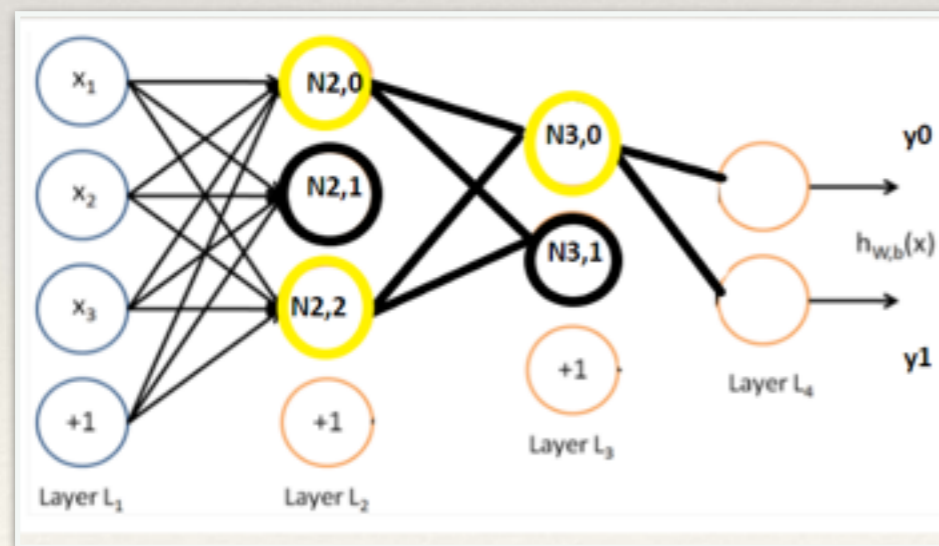 x₁
x₂
x₃
+1
Layer L₁
N2,0
N2,1
N2,2
+1
Layer L₂
N3,0
N3,1
+1
Layer L₃
Layer L₄
y0
h_W,b(x)
y1